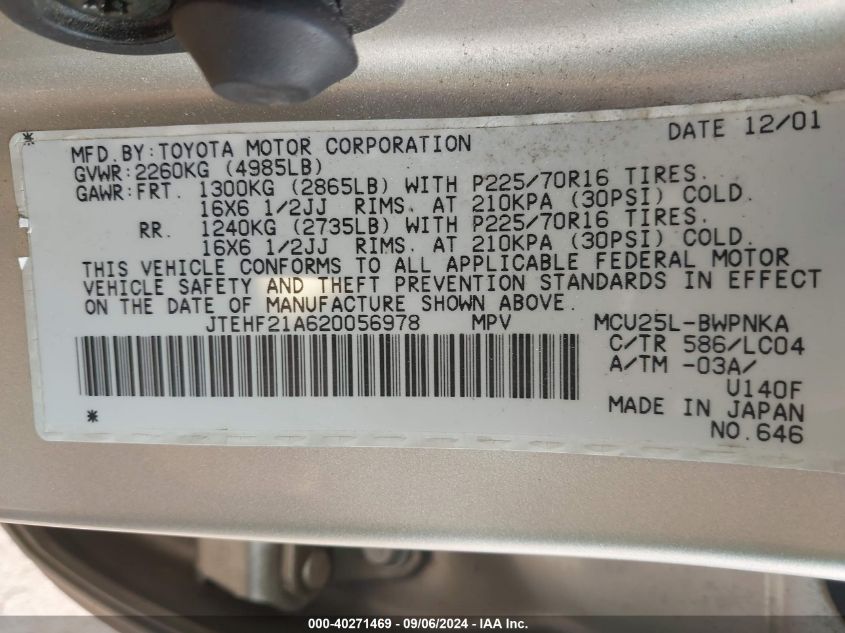 DATE 12/01
MFD. BY: TOYOTA MOTOR CORPORATION
GVWR: 2260KG (4985LB)
GAWR: FRT. 1300KG (2865LB) WITH P225/70R16 TIRES.
16X6 1/2JJ RIMS. AT 210KPA (30PSI) COLD.
RR. 1240KG (2735LB) WITH P225/70R16 TIRES.
16X6 1/2JJ RIMS. AT 210KPA (30PSI) COLD.
THIS VEHICLE CONFORMS TO ALL APPLICABLE FEDERAL MOTOR
VEHICLE SAFETY AND THEFT PREVENTION STANDARDS IN EFFECT
ON THE DATE OF MANUFACTURE SHOWN ABOVE.
JTEHF21A620056978 MPV MCU25L-BWPNKA
C/TR 586/LC04
A/TM -03A/
U140F
MADE IN JAPAN
NO. 646
000-40271469 - 09/06/2024 - IAA Inc.